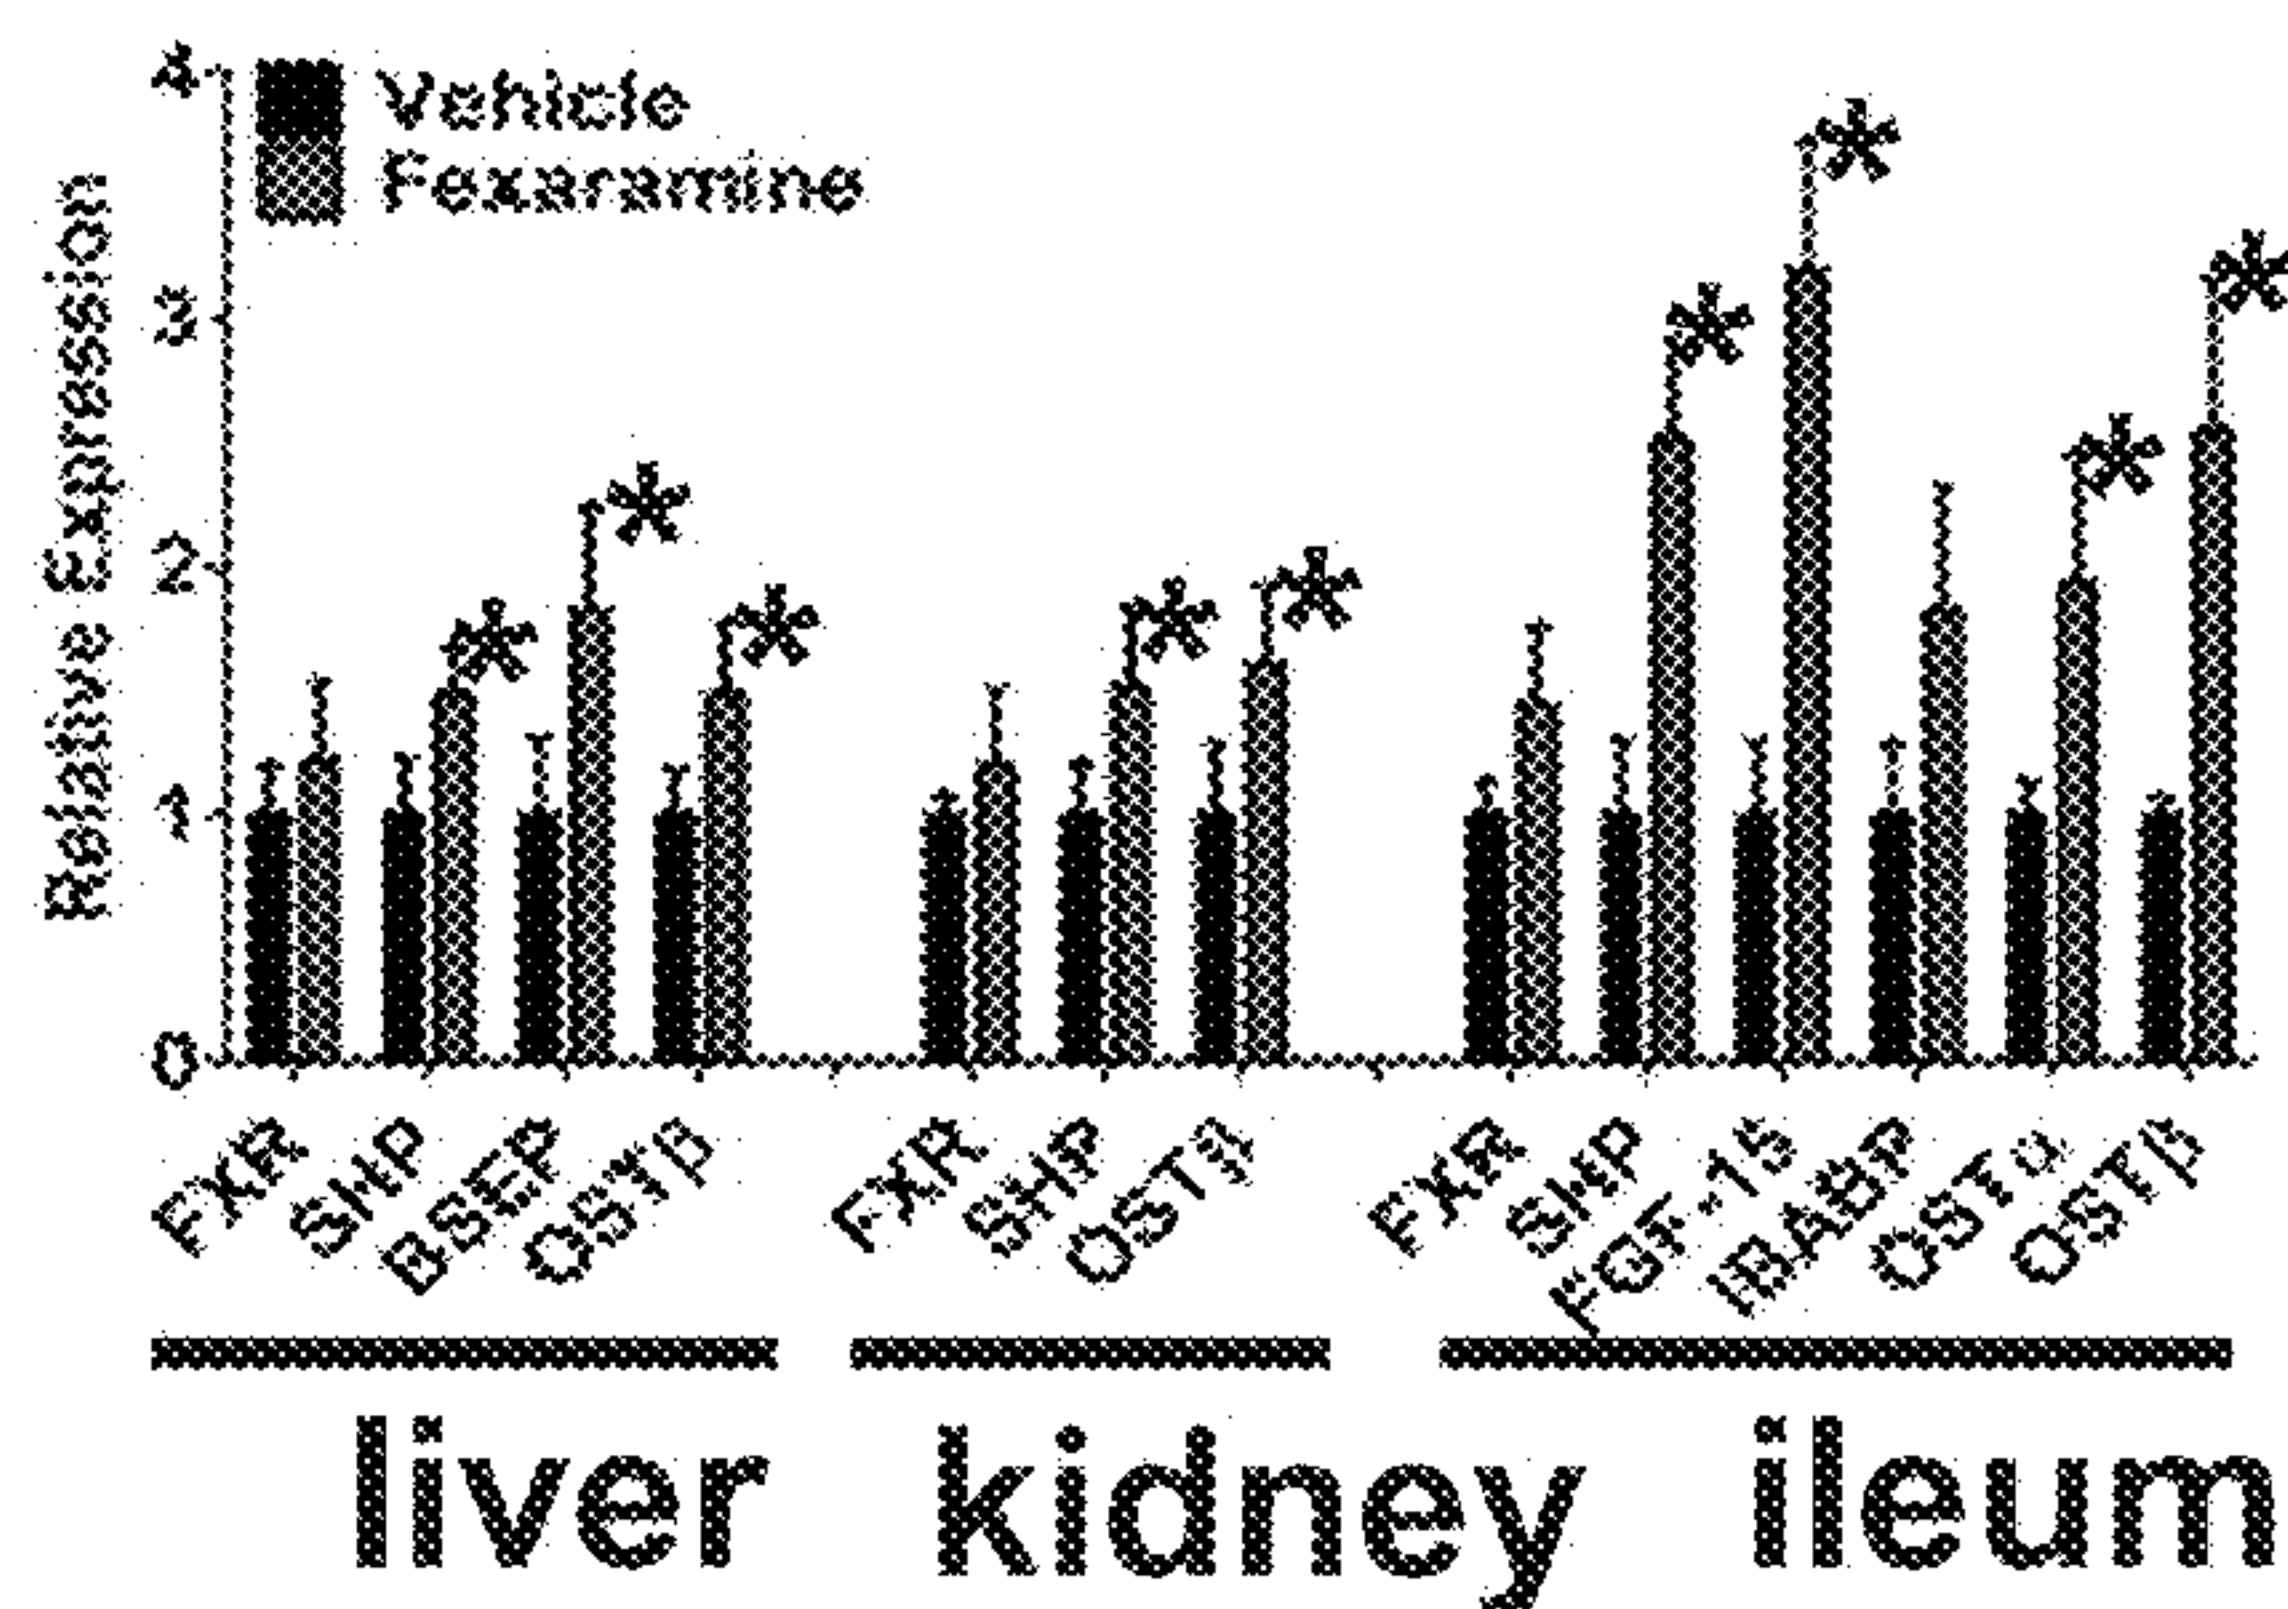 Relative Expression
4
3
2
1
0
Vehicle
Fexaramine
* * * * * * * * *
FXR SHP BSEP OSTβ FXR SHP OSTβ FXR SHP FGF-15 IBABP OSTα OSTβ
liver kidney ileum